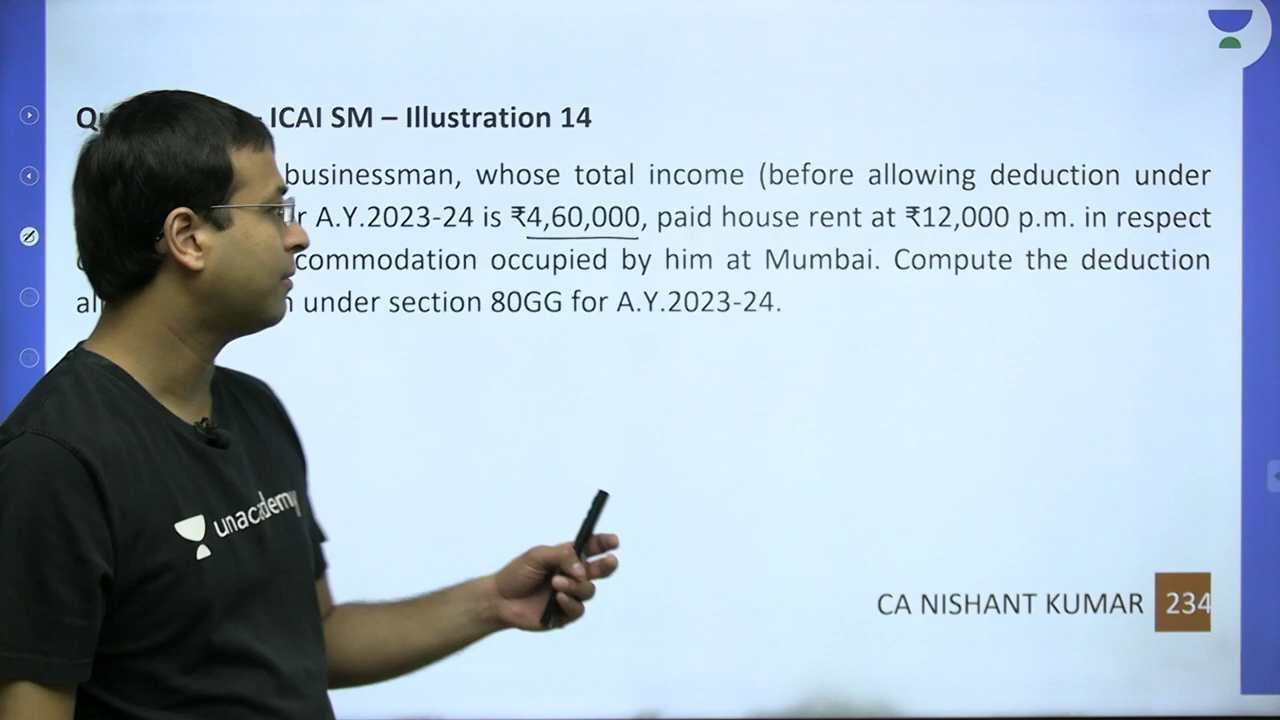 ICAI SM – Illustration 14
businessman, whose total income (before allowing deduction under
A.Y.2023-24 is ₹4,60,000, paid house rent at ₹12,000 p.m. in respect
commodation occupied by him at Mumbai. Compute the deduction
under section 80GG for A.Y.2023-24.
unacademy
CA NISHANT KUMAR 234